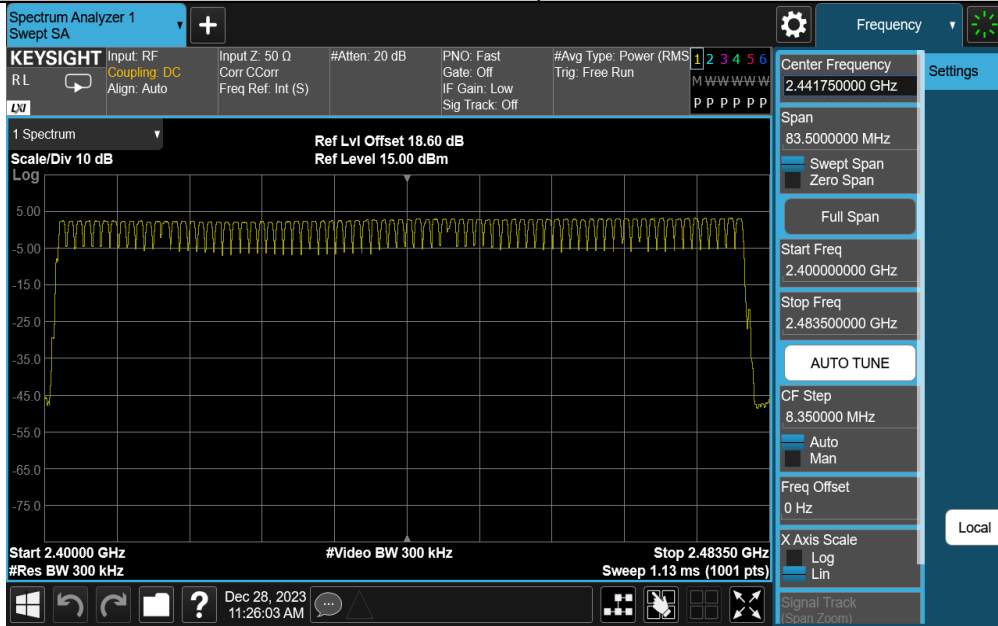 Spectrum Analyzer 1
Swept SA
Frequency
KEYSIGHT
RL
LXI
Input: RF
Coupling: DC
Align: Auto
Input Z: 50 Ω
Corr CCorr
Freq Ref: Int (S)
#Atten: 20 dB
PNO: Fast
Gate: Off
IF Gain: Low
Sig Track: Off
#Avg Type: Power (RMS
Trig: Free Run
1 2 3 4 5 6
M W W W W W
P P P P P P
Center Frequency
2.441750000 GHz
Settings
Span
83.5000000 MHz
Swept Span
Zero Span
Full Span
Start Freq
2.400000000 GHz
Stop Freq
2.483500000 GHz
AUTO TUNE
CF Step
8.350000 MHz
Auto
Man
Freq Offset
0 Hz
X Axis Scale
Log
Lin
Signal Track
(Span Zoom)
Local
1 Spectrum
Scale/Div 10 dB
Ref Lvl Offset 18.60 dB
Ref Level 15.00 dBm
Log
5.00
-5.00
-15.0
-25.0
-35.0
-45.0
-55.0
-65.0
-75.0
Start 2.40000 GHz
#Video BW 300 kHz
Stop 2.48350 GHz
#Res BW 300 kHz
Sweep 1.13 ms (1001 pts)
?
Dec 28, 2023
11:26:03 AM